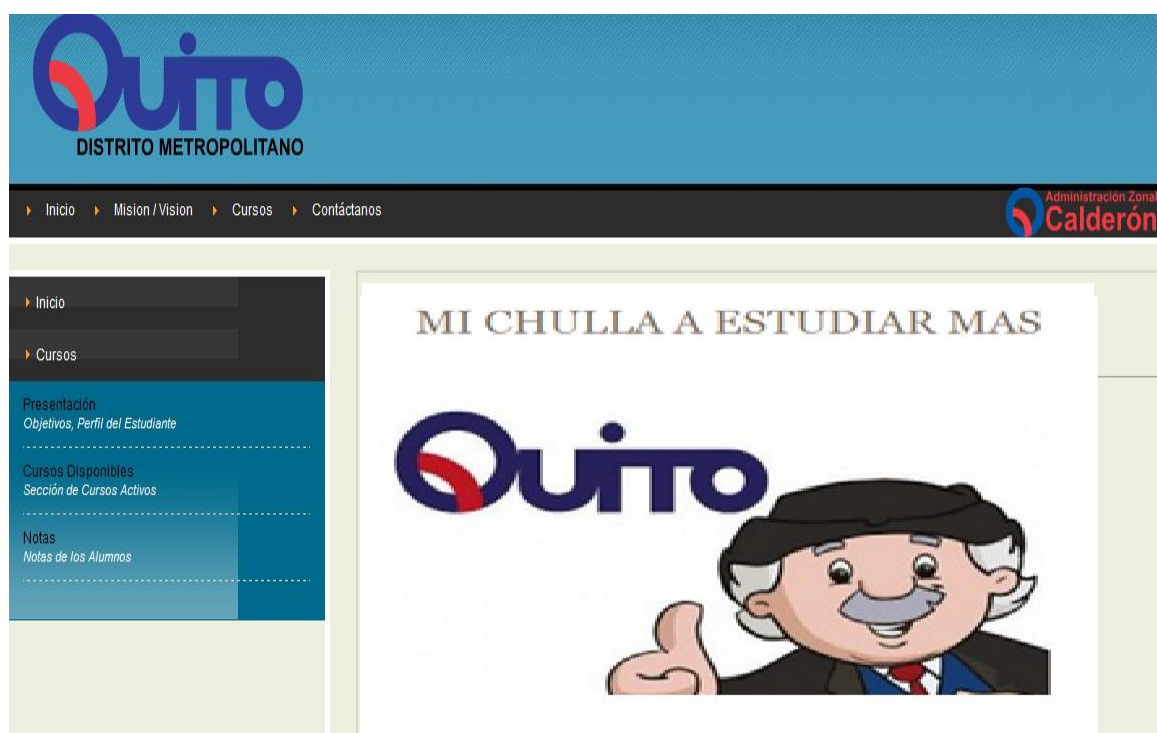 QUITO
DISTRITO METROPOLITANO
Inicio Mision / Vision Cursos Contáctanos
Administración Zonal
Calderón
Inicio
Cursos
Presentación
Objetivos, Perfil del Estudiante
Cursos Disponibles
Sección de Cursos Activos
Notas
Notas de los Alumnos
MI CHULLA A ESTUDIAR MAS
QUITO